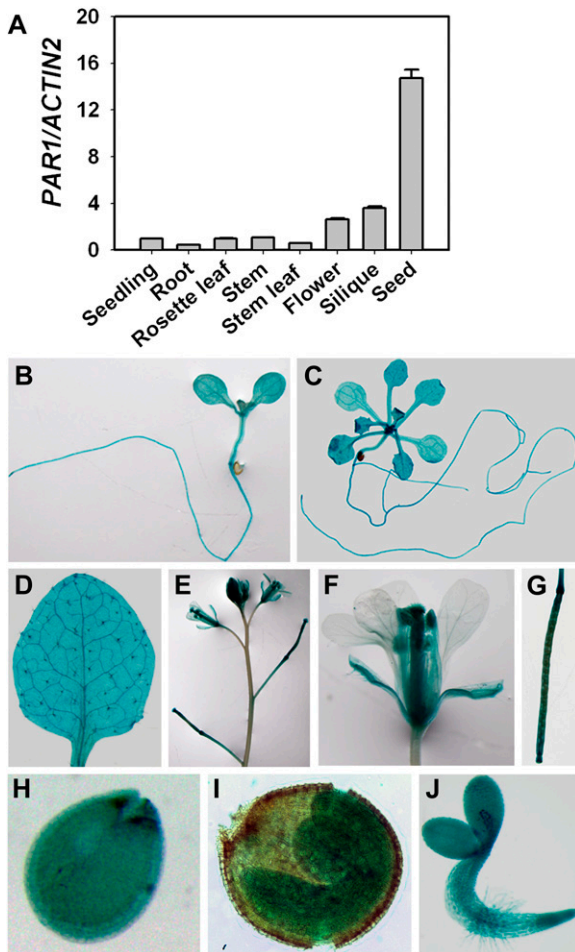 A
PAR1/ACTIN2
20
16
12
8
4
0
Seedling
Root
Rosette leaf
Stem
Stem leaf
Flower
Silique
Seed
B
C
D
E
F
G
H
I
J